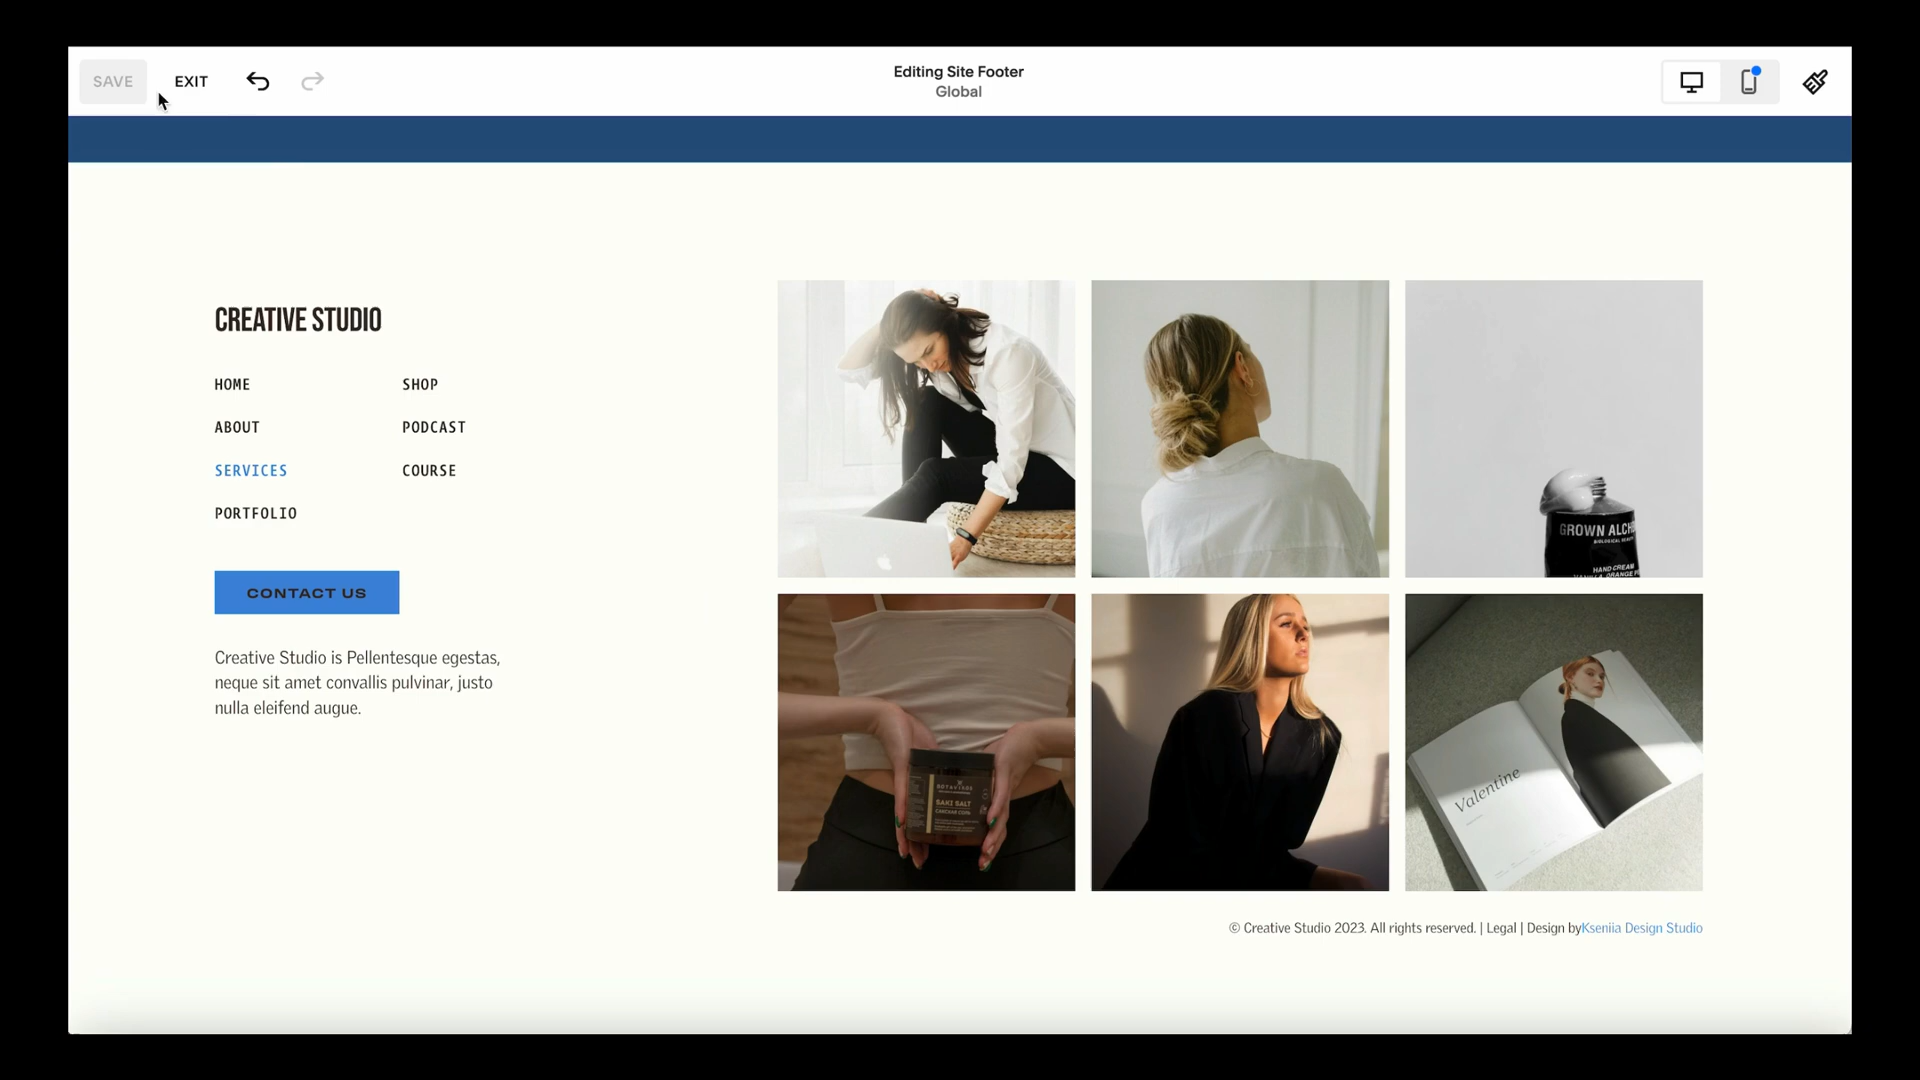 SAVE
EXIT
Editing Site Footer
Global
CREATIVE STUDIO
HOME
SHOP
ABOUT
PODCAST
SERVICES
COURSE
PORTFOLIO
CONTACT US
Creative Studio is Pellentesque egestas,
neque sit amet convallis pulvinar, justo
nulla eleifend augue.
GROWN ALCH
HAND CREAM
SAKI SALT
Valentine
© Creative Studio 2023. All rights reserved. | Legal | Design byKseniia Design Studio